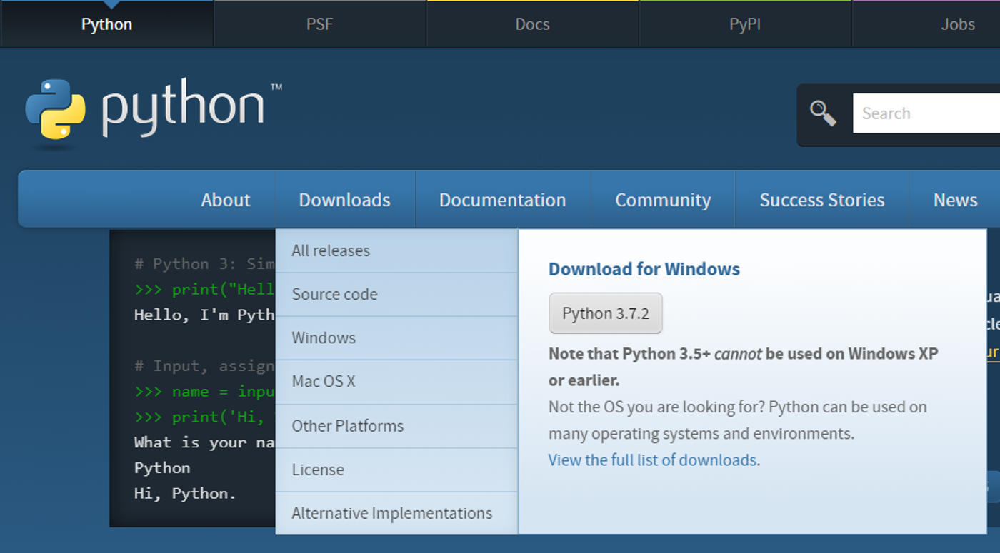 Python
PSF
Docs
PyPI
Jobs
python™
Search
About
Downloads
Documentation
Community
Success Stories
News
# Python 3: Sim
>>> print("Hell
Hello, I'm Pyth
# Input, assign
>>> name = inpu
>>> print('Hi,
What is your na
Python
Hi, Python.
All releases
Source code
Windows
Mac OS X
Other Platforms
License
Alternative Implementations
Download for Windows
Python 3.7.2
Note that Python 3.5+ cannot be used on Windows XP
or earlier.
Not the OS you are looking for? Python can be used on
many operating systems and environments.
View the full list of downloads.